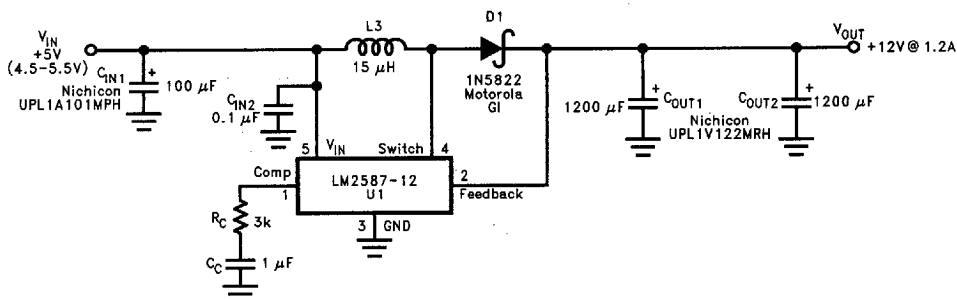 L3
D1
V_IN
+5V
(4.5-5.5V)
15 μH
V_OUT
+12V @ 1.2A
C_IN1
+
100 μF
Nichicon
UPL1A101MPH
1N5822
Motorola
GI
C_IN2
0.1 μF
1200 μF
+
C_OUT1
C_OUT2
+
1200 μF
Nichicon
UPL1V122MRH
5
V_IN
Switch
4
Comp
1
LM2587-12
U1
2
Feedback
3
GND
R_C
3k
C_C
1 μF